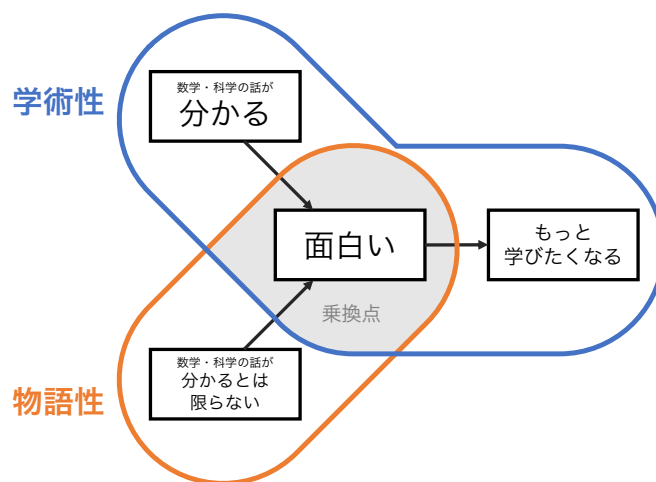 学術性
数学・科学の話が
分かる
面白い
もっと
学びたくなる
乗換点
物語性
数学・科学の話が
分かるとは
限らない